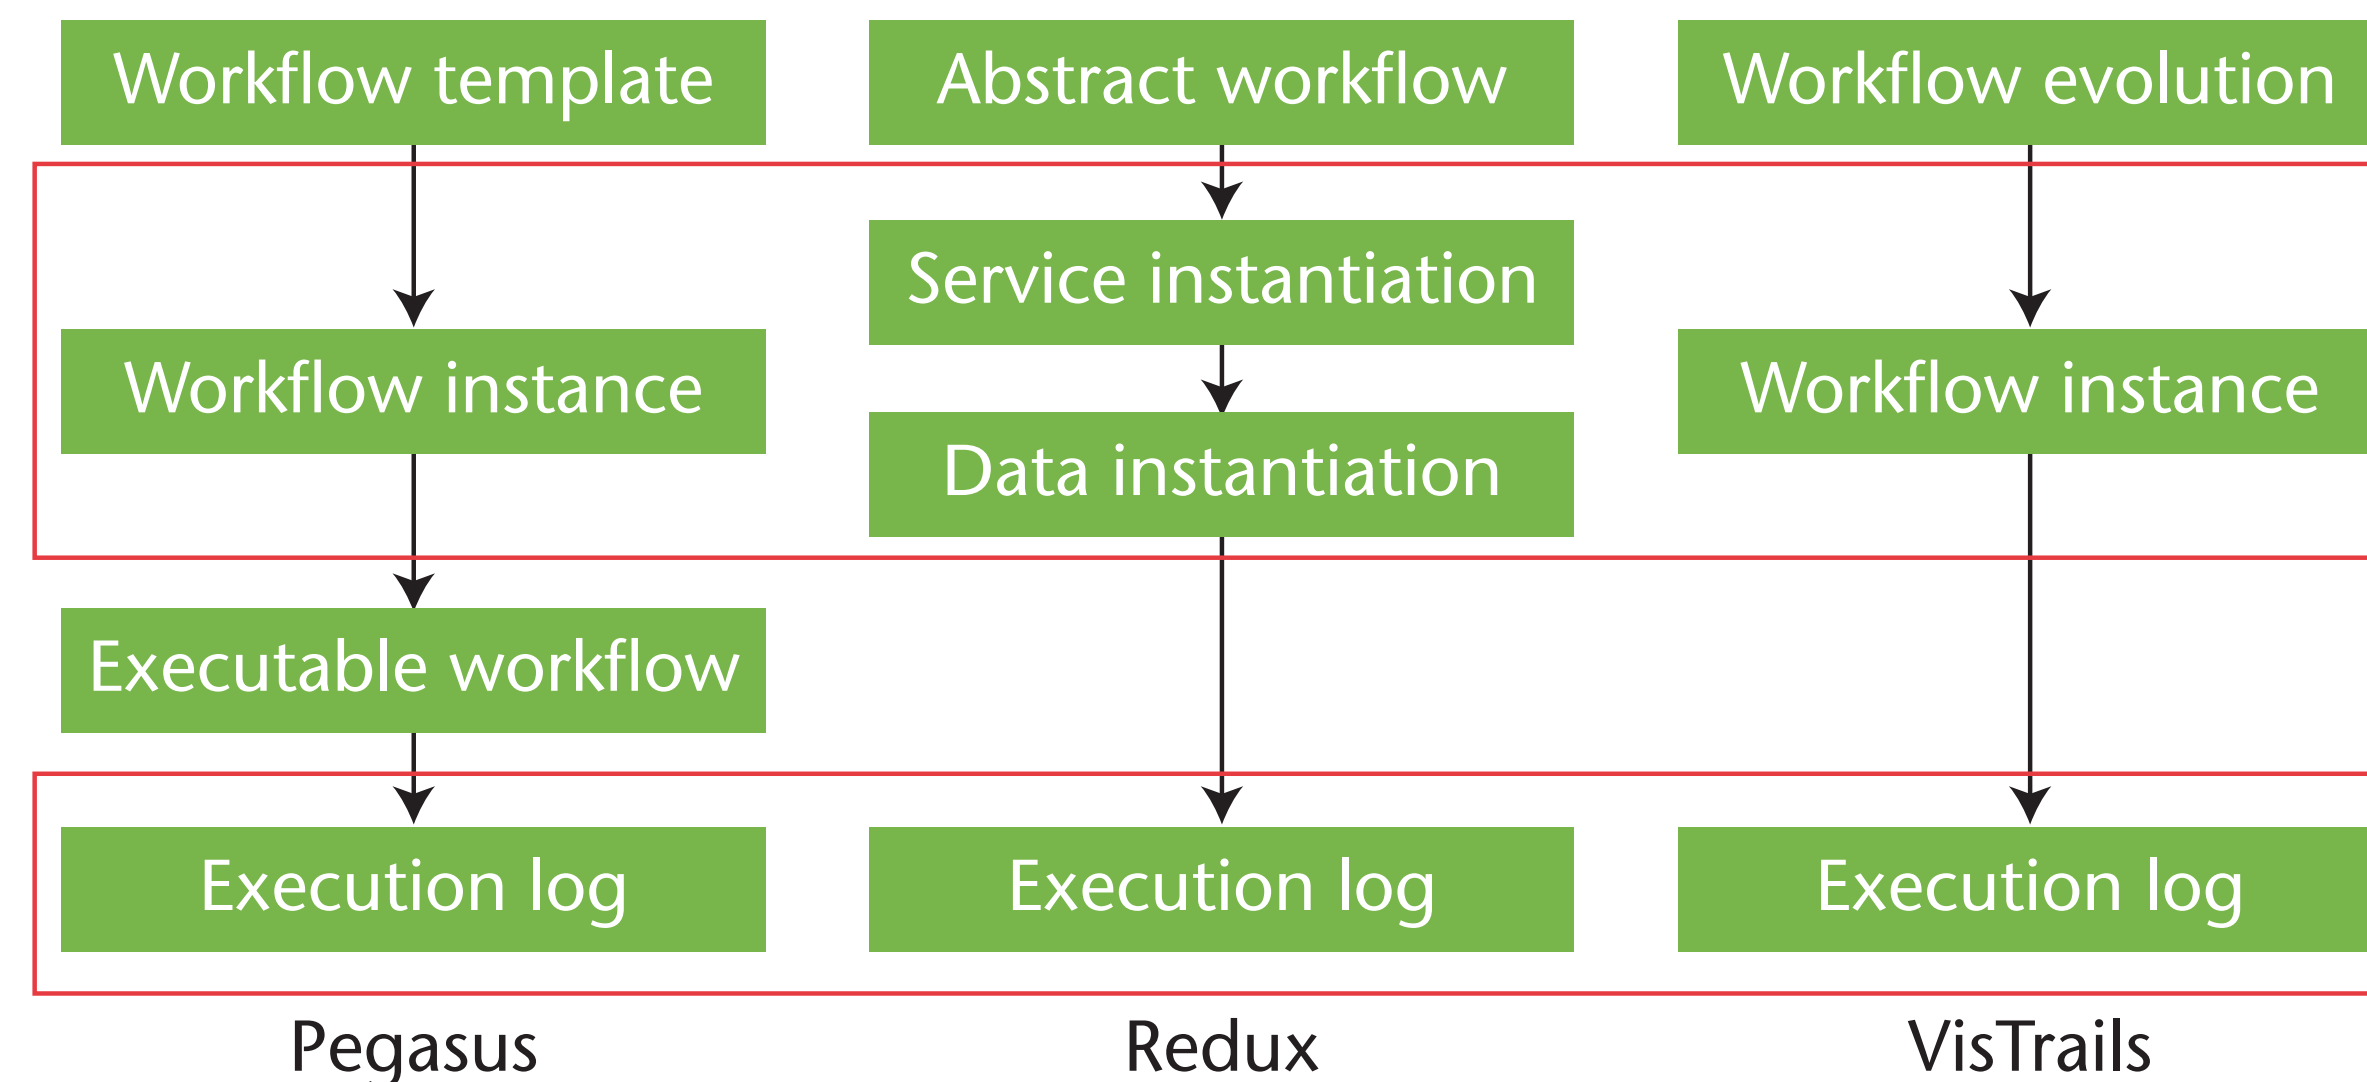 Workflow template
Abstract workflow
Workflow evolution
Service instantiation
Workflow instance
Workflow instance
Data instantiation
Executable workflow
Execution log
Execution log
Execution log
Pegasus
Redux
VisTrails